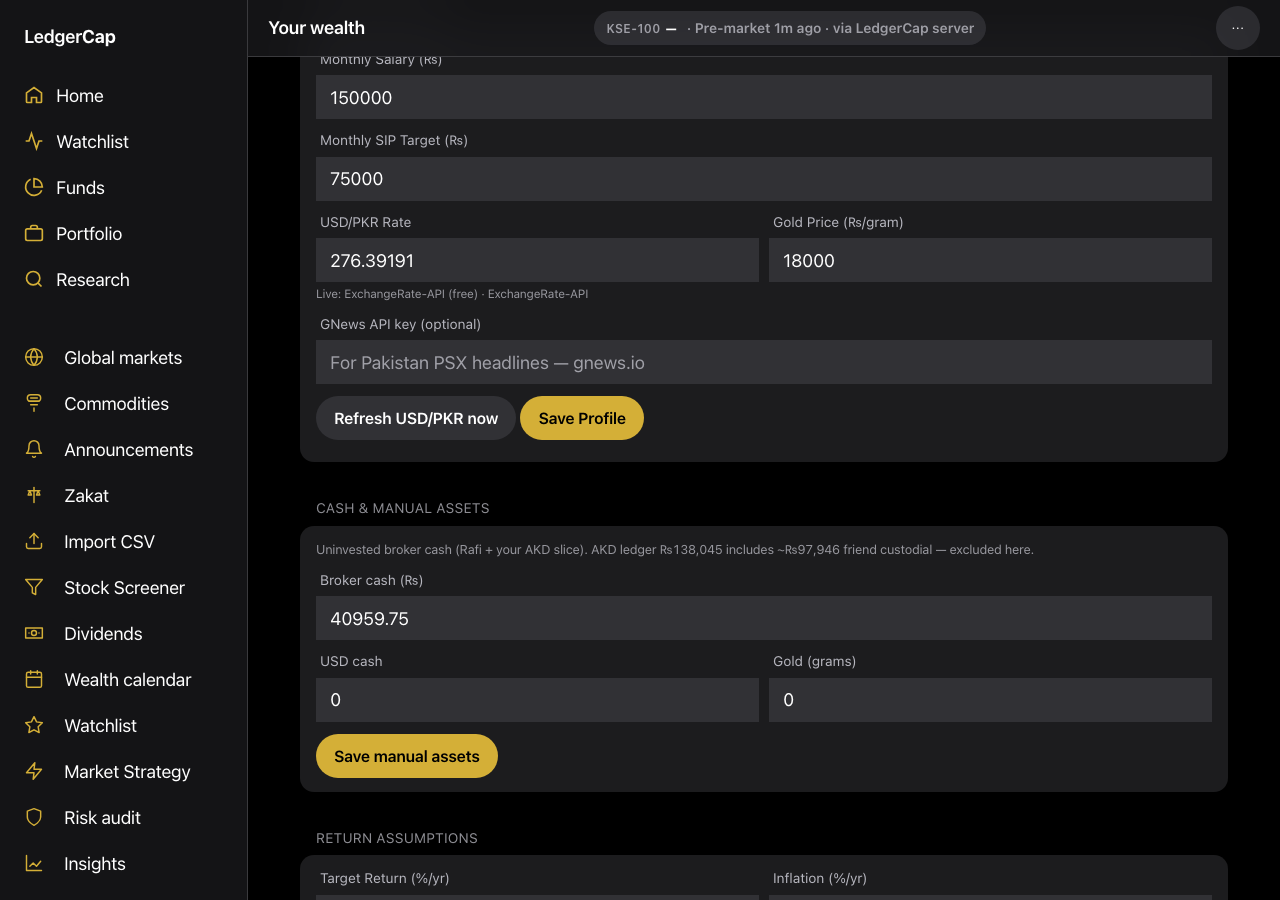 LedgerCap
Home
Watchlist
Funds
Portfolio
Research
Global markets
Commodities
Announcements
Zakat
Import CSV
Stock Screener
Dividends
Wealth calendar
Watchlist
Market Strategy
Risk audit
Insights
Your wealth
KSE-100 — · Pre-market 1m ago · via LedgerCap server
...
Monthly Salary (₨)
150000
Monthly SIP Target (₨)
75000
USD/PKR Rate
Gold Price (₨/gram)
276.39191
18000
Live: ExchangeRate-API (free) · ExchangeRate-API
GNews API key (optional)
For Pakistan PSX headlines — gnews.io
Refresh USD/PKR now
Save Profile
CASH & MANUAL ASSETS
Uninvested broker cash (Rafi + your AKD slice). AKD ledger ₨138,045 includes ~₨97,946 friend custodial — excluded here.
Broker cash (₨)
40959.75
USD cash
Gold (grams)
0
0
Save manual assets
RETURN ASSUMPTIONS
Target Return (%/yr)
Inflation (%/yr)